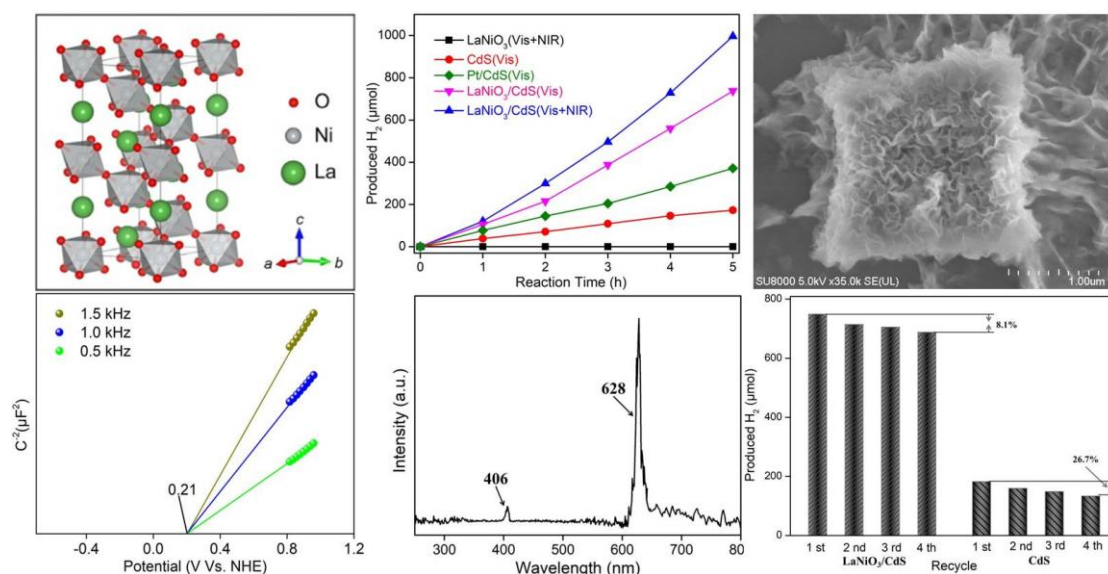 O
Ni
La
c
a
b
Produced H₂ (μmol)
1000
800
600
400
200
0
LaNiO₃(Vis+NIR)
CdS(Vis)
Pt/CdS(Vis)
LaNiO₃/CdS(Vis)
LaNiO₃/CdS(Vis+NIR)
0 1 2 3 4 5
Reaction Time (h)
SU8000 5.0kV x35.0k SE(UL)
1.00um
1.5 kHz
1.0 kHz
0.5 kHz
C⁻²(μF²)
0.21
-0.4 0.0 0.4 0.8 1.2
Potential (V Vs. NHE)
Intensity (a.u.)
628
406
300 400 500 600 700 800
Wavelength (nm)
Produced H₂ (μmol)
800
600
400
200
0
8.1%
26.7%
1 st 2 nd 3 rd 4 th 1 st 2 nd 3 rd 4 th
LaNiO₃/CdS Recycle CdS